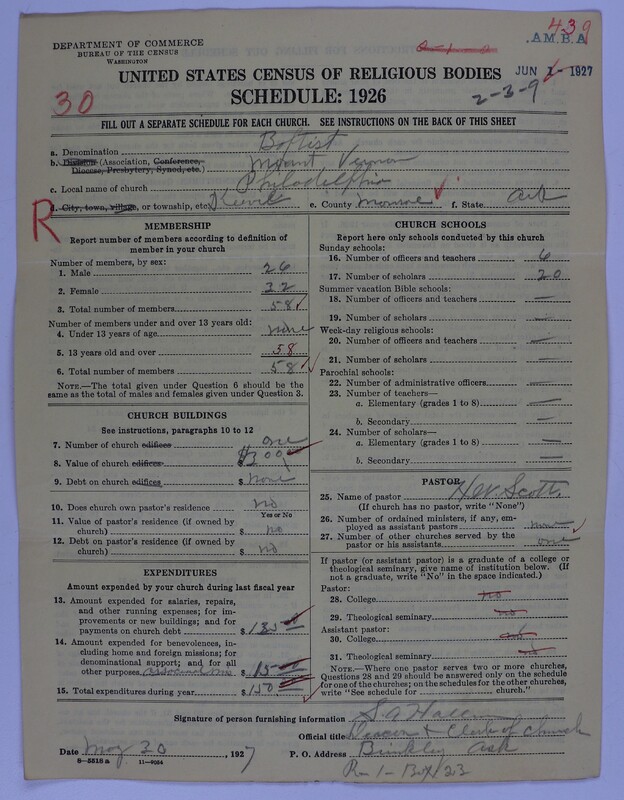 439
DEPARTMENT OF COMMERCE
BUREAU OF THE CENSUS
WASHINGTON
A.M.B.A
UNITED STATES CENSUS OF RELIGIOUS BODIES
JUN 1 - 1927
SCHEDULE: 1926
30
2-3-9
FILL OUT A SEPARATE SCHEDULE FOR EACH CHURCH. SEE INSTRUCTIONS ON THE BACK OF THIS SHEET
a. Denomination Baptist
b. Division (Association, Conference, Diocese, Presbytery, Synod, etc.) Mount Vernon
c. Local name of church Philadelphia
d. City, town, village, or township, etc. e. County Monroe f. State Ark
R
MEMBERSHIP
Report number of members according to definition of
member in your church
Number of members, by sex:
1. Male 26
2. Female 32
3. Total number of members 58
Number of members under and over 13 years old:
4. Under 13 years of age none
5. 13 years old and over 58
6. Total number of members 58
NOTE.—The total given under Question 6 should be
the same as the total of males and females given under Question 3.
CHURCH BUILDINGS
See instructions, paragraphs 10 to 12
7. Number of church edifices one
8. Value of church edifices $300
9. Debt on church edifices $ none
10. Does church own pastor's residence no
Yes or No
11. Value of pastor's residence (if owned by
church) $ no
12. Debt on pastor's residence (if owned by
church) $ no
EXPENDITURES
Amount expended by your church during last fiscal year
13. Amount expended for salaries, repairs,
and other running expenses; for im-
provements or new buildings; and for
payments on church debt $ 135.00
14. Amount expended for benevolences, in-
cluding home and foreign missions; for
denominational support; and for all
other purposes $ 15.00
15. Total expenditures during year $ 150
CHURCH SCHOOLS
Report here only schools conducted by this church
Sunday schools:
16. Number of officers and teachers 6
17. Number of scholars 20
Summer vacation Bible schools:
18. Number of officers and teachers —
19. Number of scholars —
Week-day religious schools:
20. Number of officers and teachers —
21. Number of scholars —
Parochial schools:
22. Number of administrative officers —
23. Number of teachers—
a. Elementary (grades 1 to 8) —
b. Secondary —
24. Number of scholars—
a. Elementary (grades 1 to 8) —
b. Secondary —
PASTOR
25. Name of pastor H W Scott
(If church has no pastor, write "None")
26. Number of ordained ministers, if any, em-
ployed as assistant pastors none
27. Number of other churches served by the
pastor or his assistants one
If pastor (or assistant pastor) is a graduate of a college or
theological seminary, give name of institution below. (If
not a graduate, write "No" in the space indicated.)
Pastor:
28. College no
29. Theological seminary no
Assistant pastor:
30. College no
31. Theological seminary no
NOTE.—Where one pastor serves two or more churches,
Questions 28 and 29 should be answered only on the schedule
for one of the churches; on the schedules for the other churches,
write "See schedule for church."
Signature of person furnishing information S A Hall
Official title Deacon & Clerk of Church
Date May 30, 1927 P. O. Address Brinkley Ark
8-5518 a 11-9054
R-1-Box 123